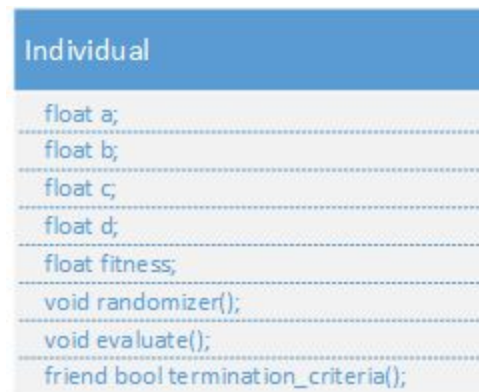 Individual
float a;
float b;
float c;
float d;
float fitness;
void randomizer();
void evaluate();
friend bool termination_criteria();